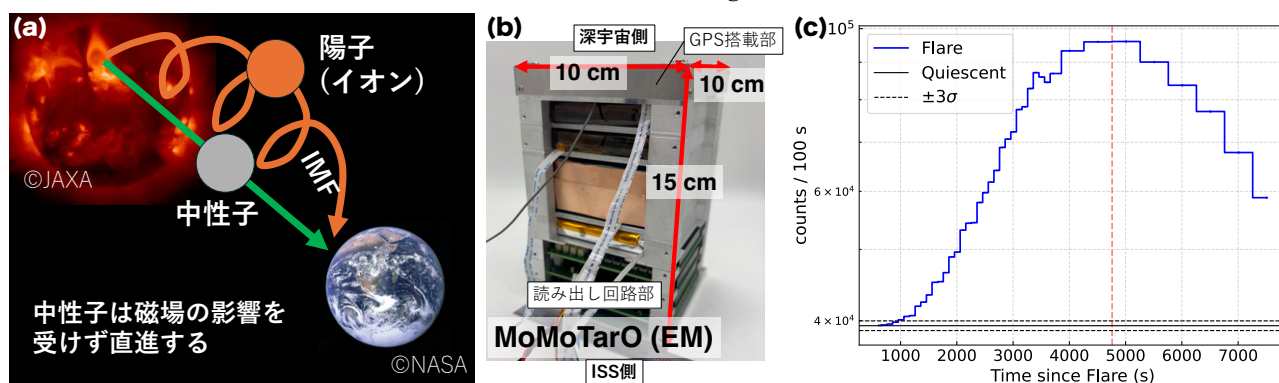 (a)
陽子
(イオン)
IMF
中性子
©JAXA
中性子は磁場の影響を
受けず直進する
©NASA
(b)
深宇宙側
GPS搭載部
10 cm
10 cm
15 cm
読み出し回路部
MoMoTarO (EM)
ISS側
(c)
Flare
Quiescent
±3σ
counts / 100 s
10⁵
6 × 10⁴
4 × 10⁴
1000 2000 3000 4000 5000 6000 7000
Time since Flare (s)